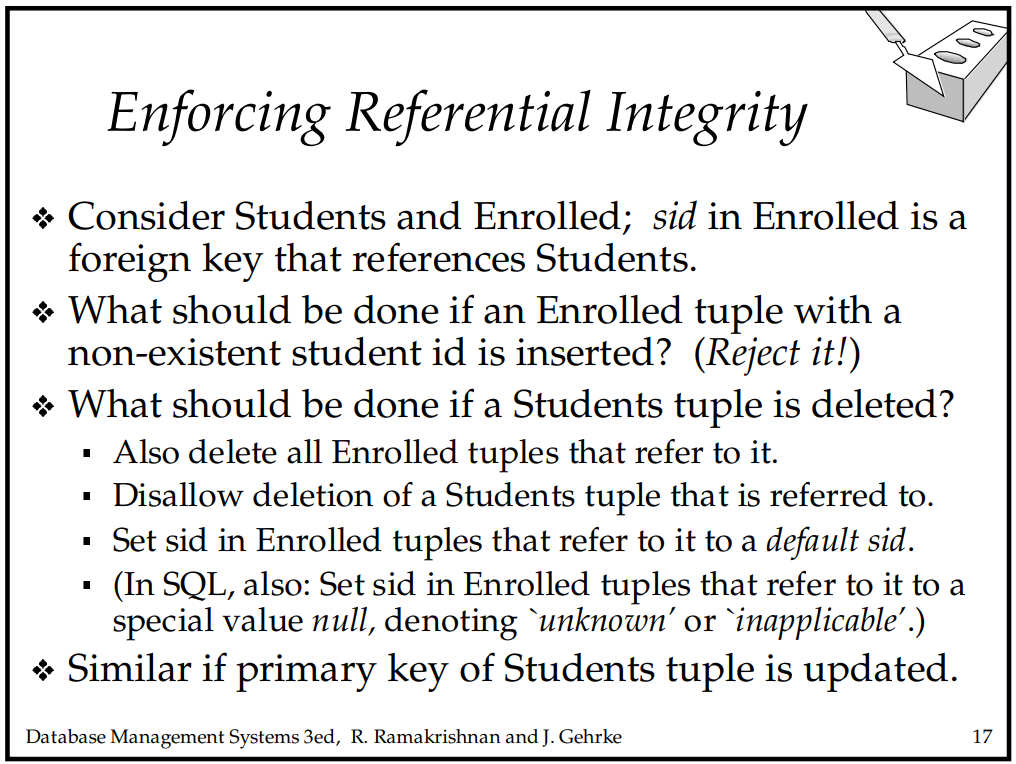 Enforcing Referential Integrity
❖ Consider Students and Enrolled; sid in Enrolled is a
foreign key that references Students.
❖ What should be done if an Enrolled tuple with a
non-existent student id is inserted? (Reject it!)
❖ What should be done if a Students tuple is deleted?
▪ Also delete all Enrolled tuples that refer to it.
▪ Disallow deletion of a Students tuple that is referred to.
▪ Set sid in Enrolled tuples that refer to it to a default sid.
▪ (In SQL, also: Set sid in Enrolled tuples that refer to it to a
special value null, denoting `unknown' or `inapplicable'.)
❖ Similar if primary key of Students tuple is updated.
Database Management Systems 3ed, R. Ramakrishnan and J. Gehrke 17